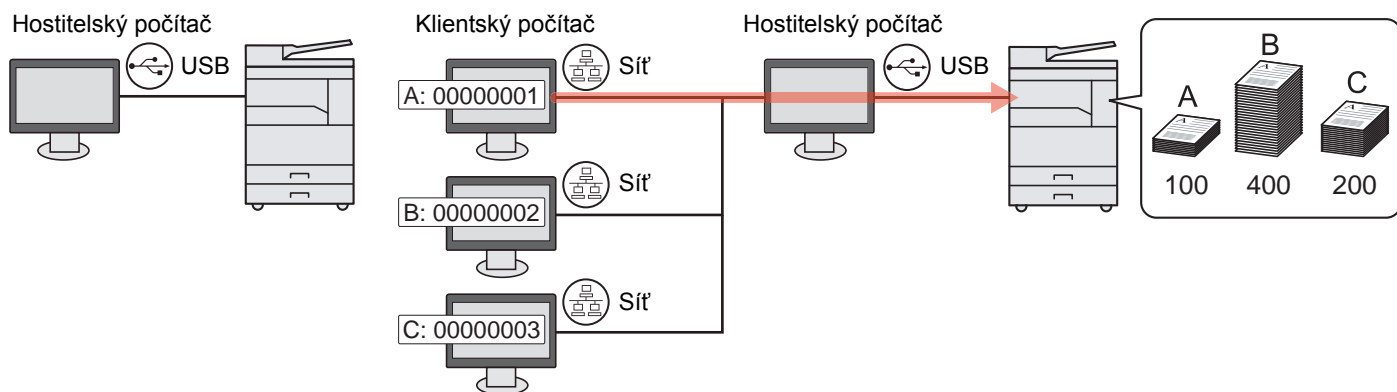 Hostitelský počítač
USB
Klientský počítač
Síť
A: 00000001
Síť
B: 00000002
Síť
C: 00000003
Hostitelský počítač
USB
A
B
C
100
400
200